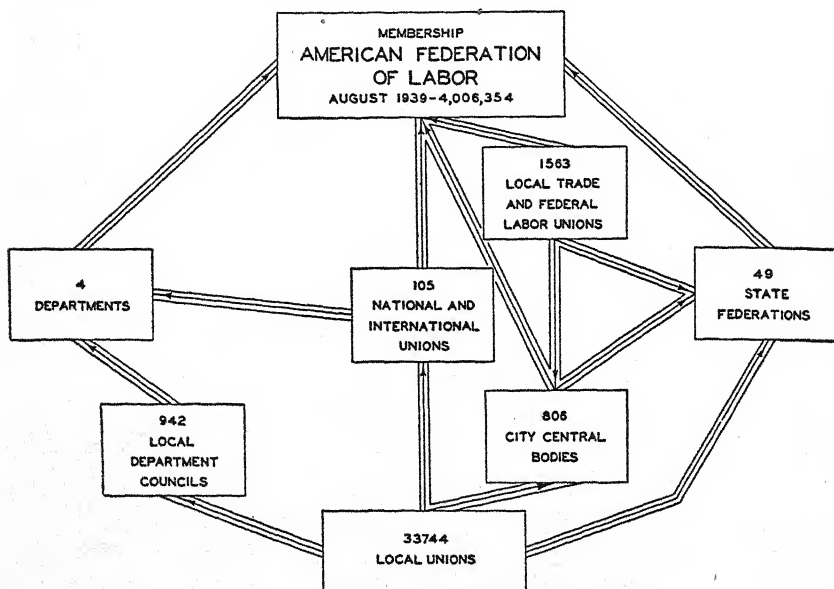 MEMBERSHIP
AMERICAN FEDERATION
OF LABOR
AUGUST 1939-4,006,354
1563
LOCAL TRADE
AND FEDERAL
LABOR UNIONS
4
DEPARTMENTS
105
NATIONAL AND
INTERNATIONAL
UNIONS
49
STATE
FEDERATIONS
942
LOCAL
DEPARTMENT
COUNCILS
806
CITY CENTRAL
BODIES
33744
LOCAL UNIONS